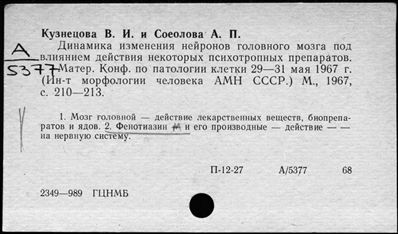 Кузнецова В. И. и Соеолова А. П.
А
5377
Динамика изменения нейронов головного мозга под
влиянием действия некоторых психотропных препаратов.
Матер. Конф. по патологии клетки 29—31 мая 1967 г.
(Ин-т морфологии человека АМН СССР.) М., 1967,
с. 210—213.
1. Мозг головной — действие лекарственных веществ, биопрепа-
ратов и ядов. 2. Фенотиазин и его производные — действие — —
на нервную систему.
П-12-27 А/5377 68
2349—989 ГЦНМБ